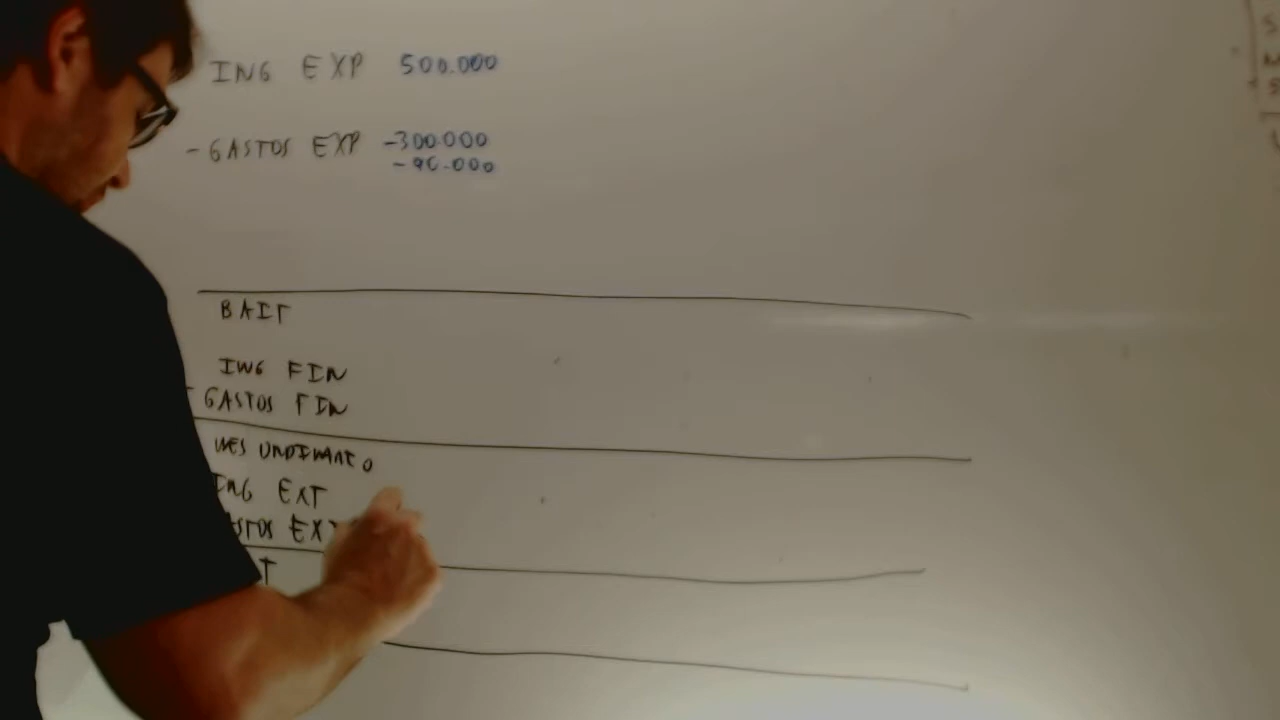 ING EXP 500.000
- GASTOS EXP -300.000
-90.000
BAIT
ING FIN
- GASTOS FIN
ING EXT